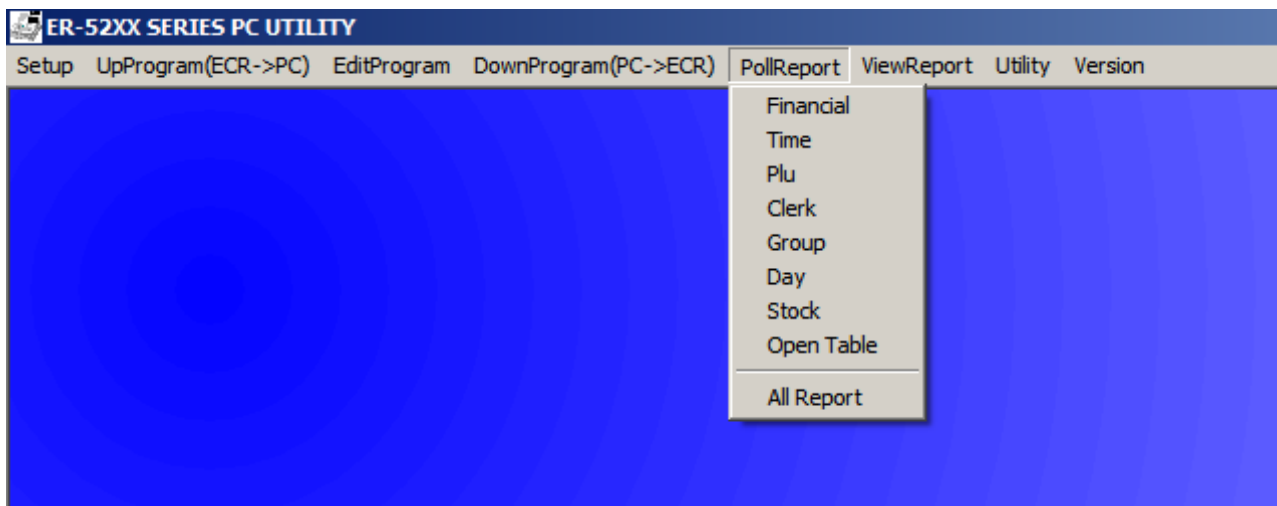 ER-52XX SERIES PC UTILITY
Setup UpProgram(ECR->PC) EditProgram DownProgram(PC->ECR) PollReport ViewReport Utility Version
Financial
Time
Plu
Clerk
Group
Day
Stock
Open Table
All Report